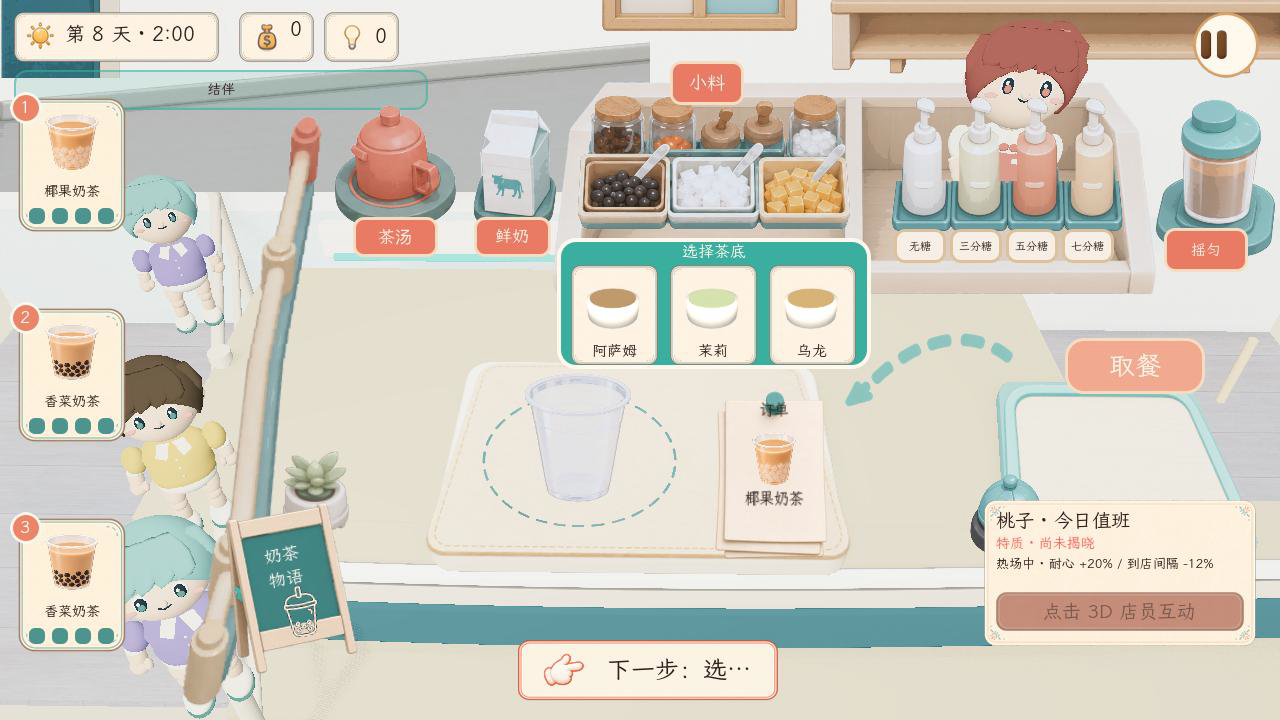 第 8 天・2:00
0
0
结伴
小料
1
椰果奶茶
2
香菜奶茶
3
香菜奶茶
茶汤
鲜奶
无糖
三分糖
五分糖
七分糖
摇匀
选择茶底
阿萨姆
茉莉
乌龙
取餐
订单
椰果奶茶
奶茶
物语
桃子・今日值班
特质・尚未揭晓
热场中・耐心 +20% / 到店间隔 -12%
点击 3D 店员互动
下一步：选…